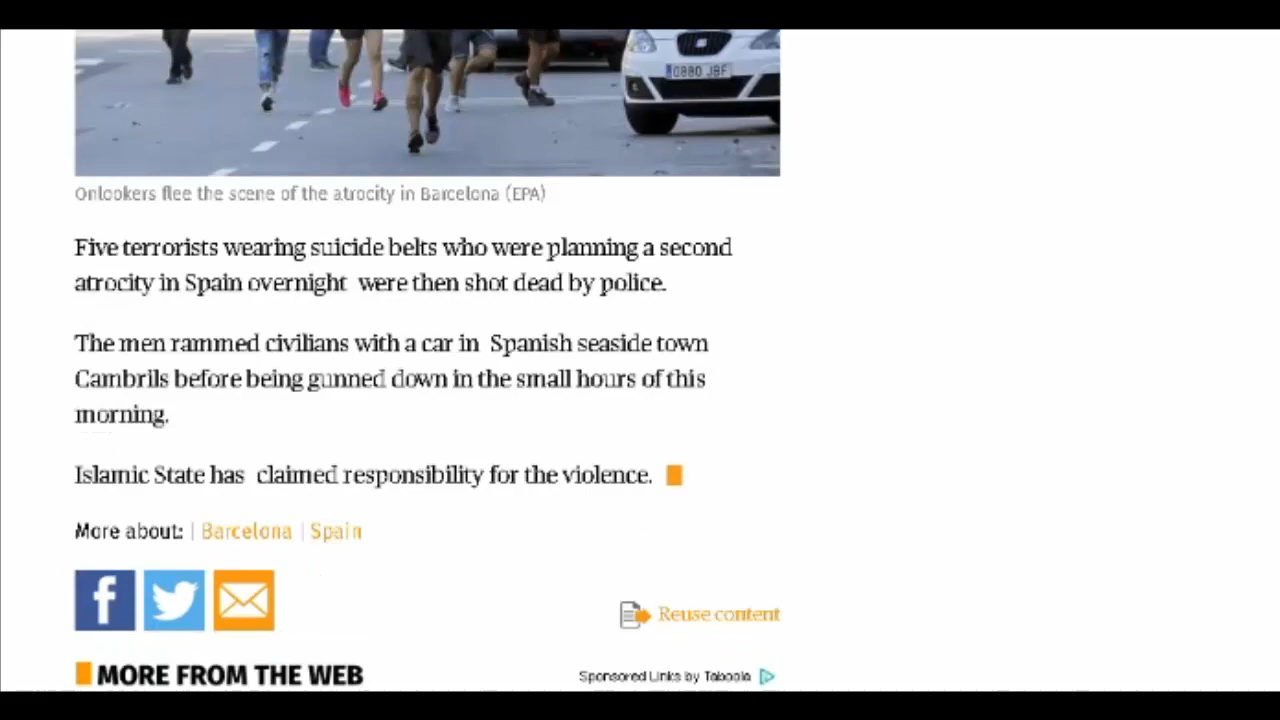 0880 JBF
Onlookers flee the scene of the atrocity in Barcelona (EPA)
Five terrorists wearing suicide belts who were planning a second
atrocity in Spain overnight were then shot dead by police.
The men rammed civilians with a car in Spanish seaside town
Cambrils before being gunned down in the small hours of this
morning.
Islamic State has claimed responsibility for the violence.
More about: | Barcelona | Spain
Reuse content
MORE FROM THE WEB
Sponsored Links by Taboola